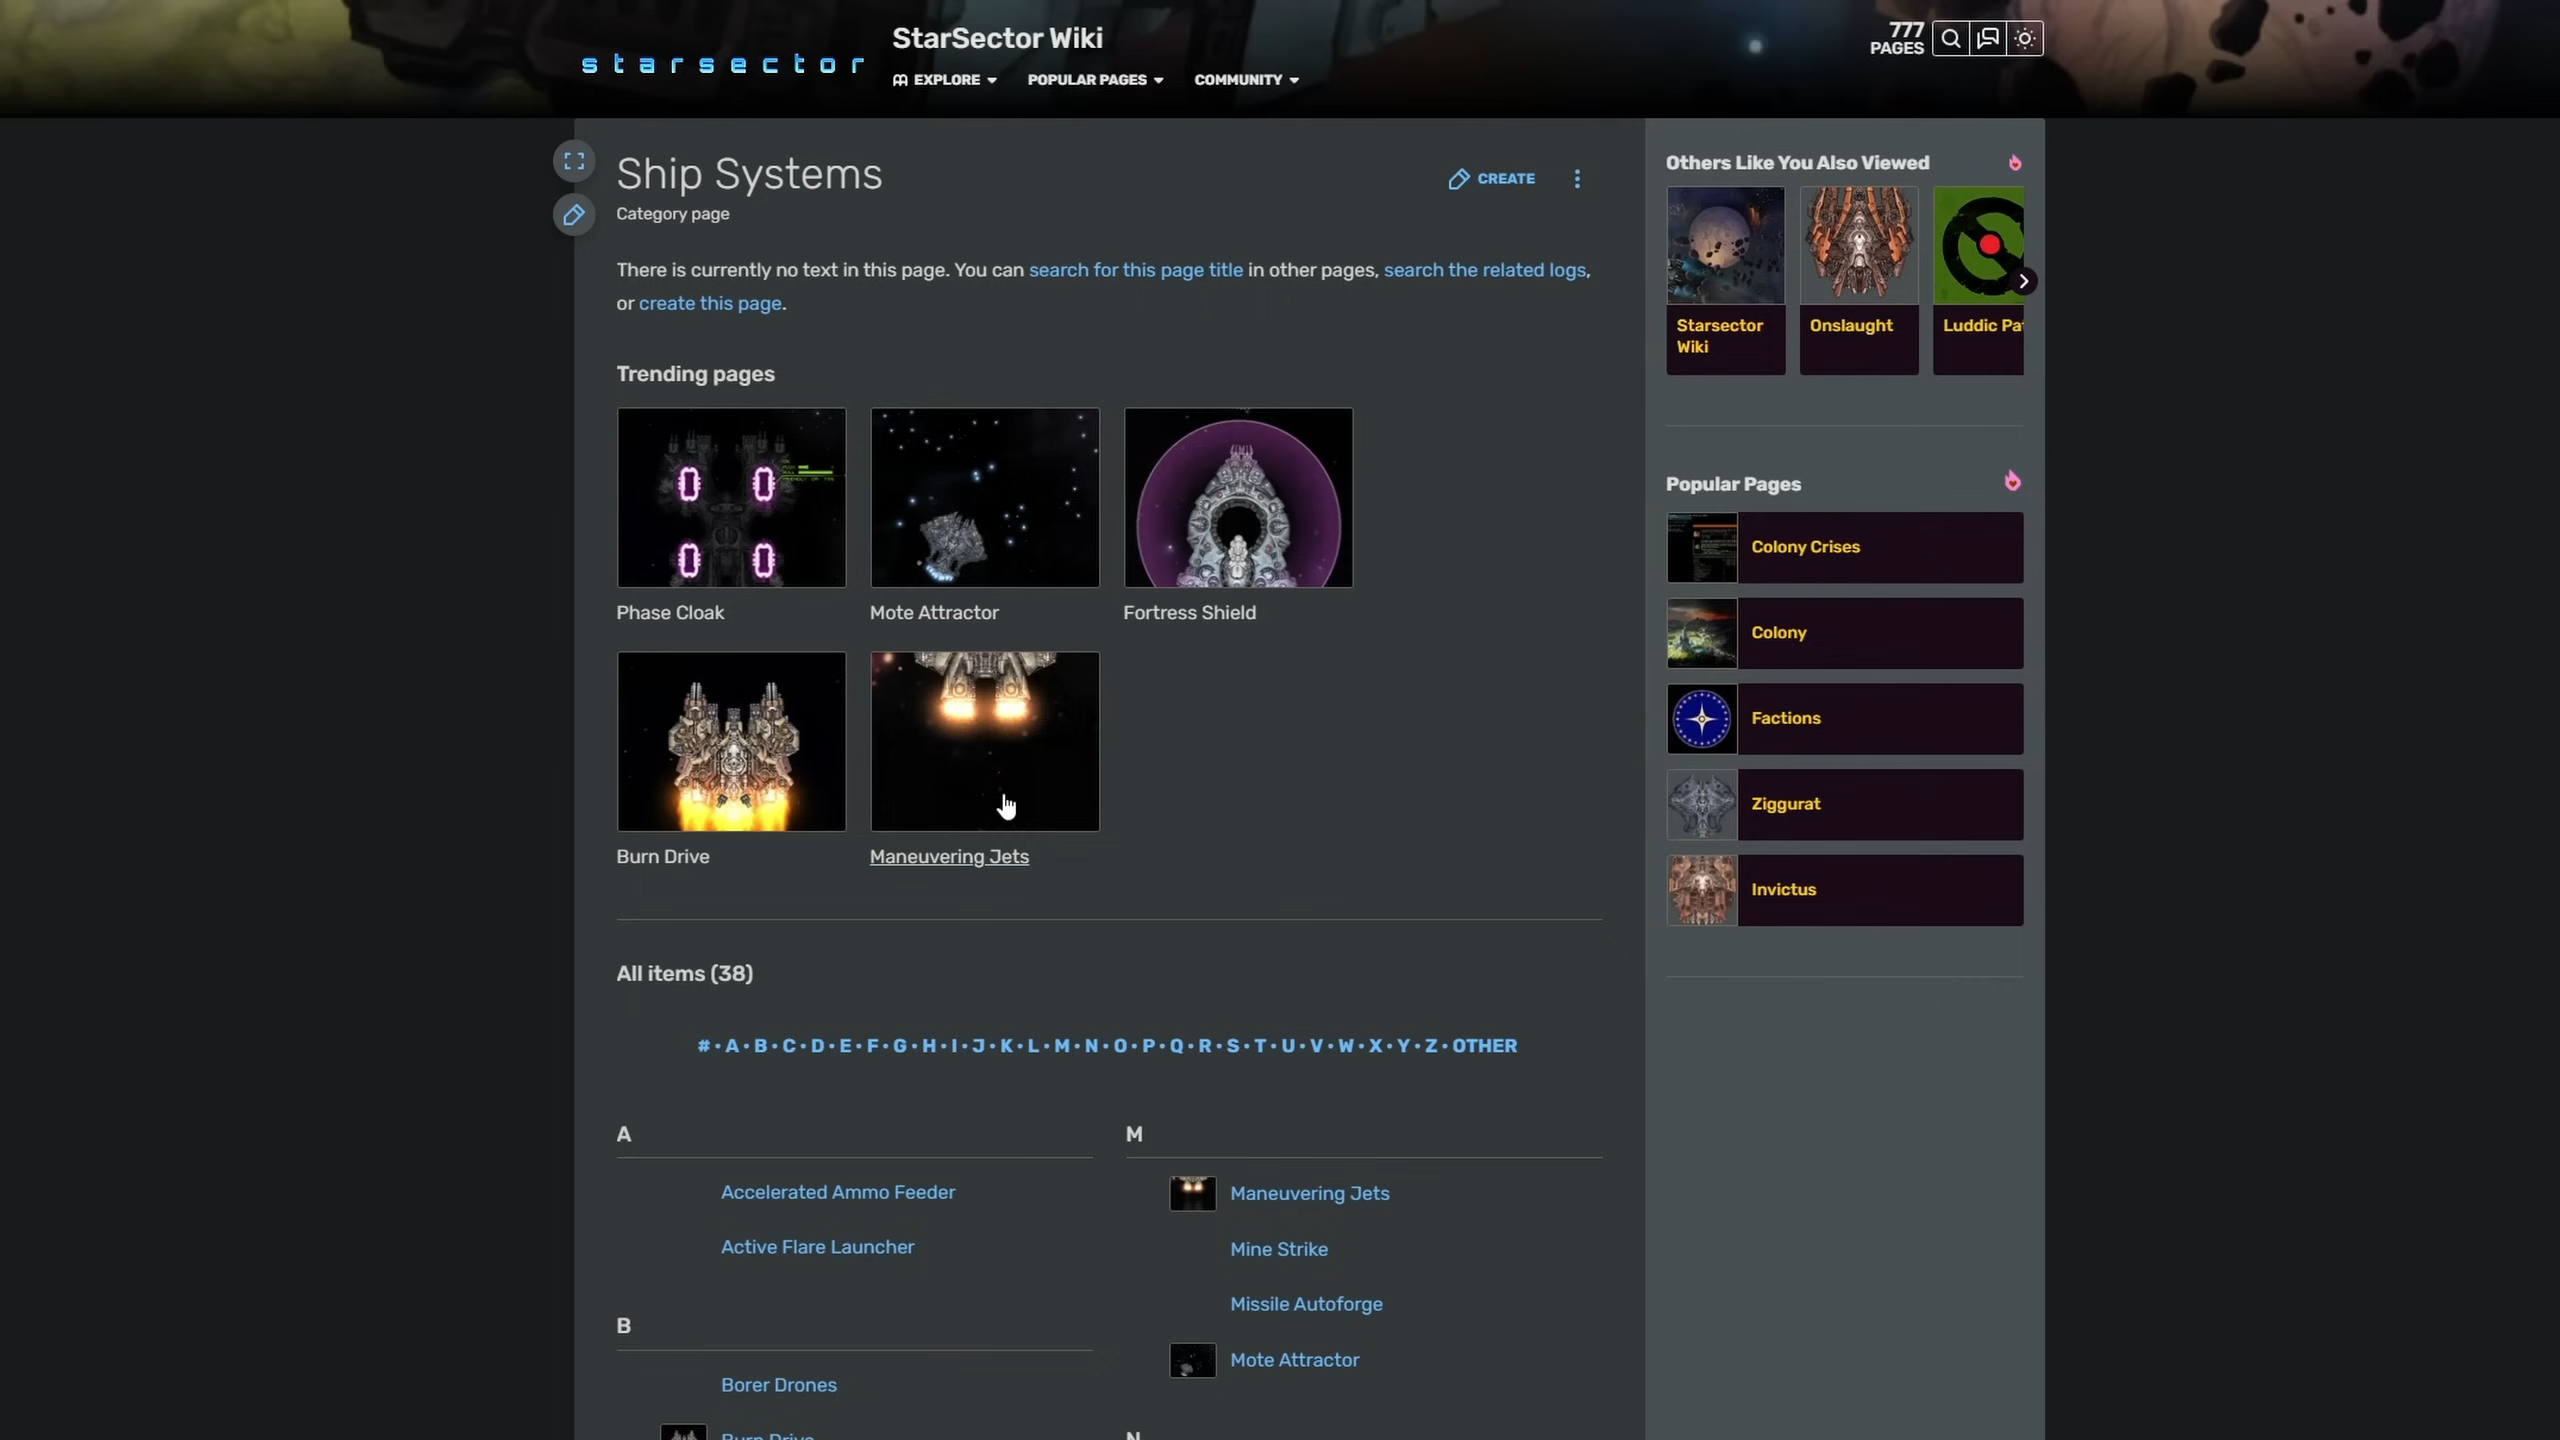 starsector
StarSector Wiki
EXPLORE
POPULAR PAGES
COMMUNITY
777
PAGES
Ship Systems
Category page
CREATE
There is currently no text in this page. You can search for this page title in other pages, search the related logs,
or create this page.
Trending pages
Phase Cloak
Mote Attractor
Fortress Shield
Burn Drive
Maneuvering Jets
All items (38)
# • A • B • C • D • E • F • G • H • I • J • K • L • M • N • O • P • Q • R • S • T • U • V • W • X • Y • Z • OTHER
A
Accelerated Ammo Feeder
Active Flare Launcher
B
Borer Drones
Burn Drive
M
Maneuvering Jets
Mine Strike
Missile Autoforge
Mote Attractor
N
Others Like You Also Viewed
Starsector
Wiki
Onslaught
Luddic Pat
Popular Pages
Colony Crises
Colony
Factions
Ziggurat
Invictus